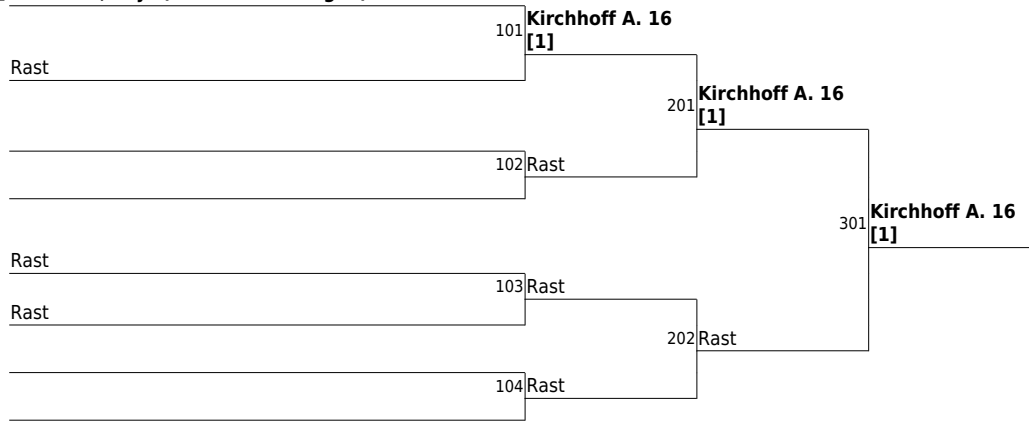 101
Kirchhoff A. 16
[1]
Rast
201
Kirchhoff A. 16
[1]
102
Rast
301
Kirchhoff A. 16
[1]
Rast
103
Rast
Rast
202
Rast
104
Rast